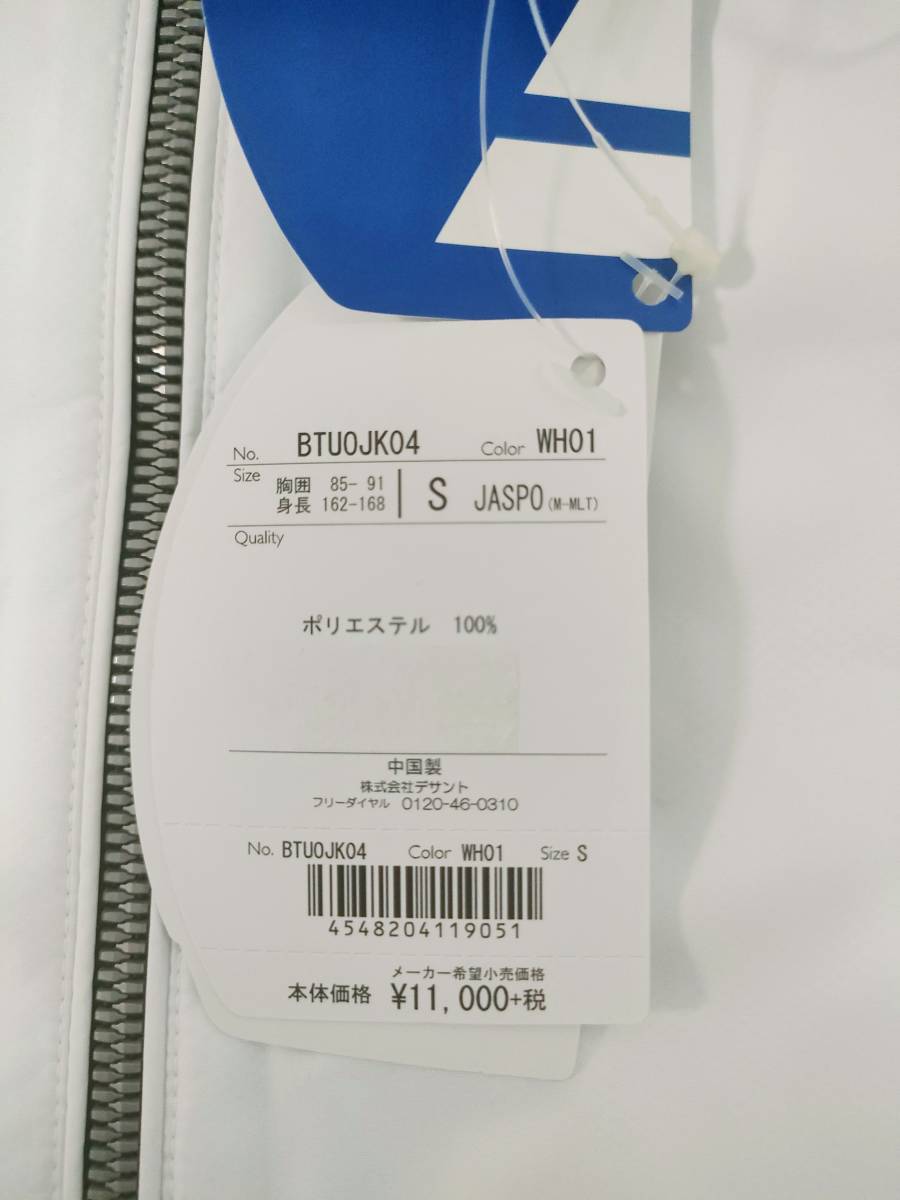 No. BTU0JK04 Color WH01
Size 胸囲 85- 91 S JASPO(M-MLT)
身長 162-168
Quality
ポリエステル 100%
中国製
株式会社デサント
フリーダイヤル 0120-46-0310
No. BTU0JK04 Color WH01 Size S
4548204119051
メーカー希望小売価格
本体価格 ¥11,000+税